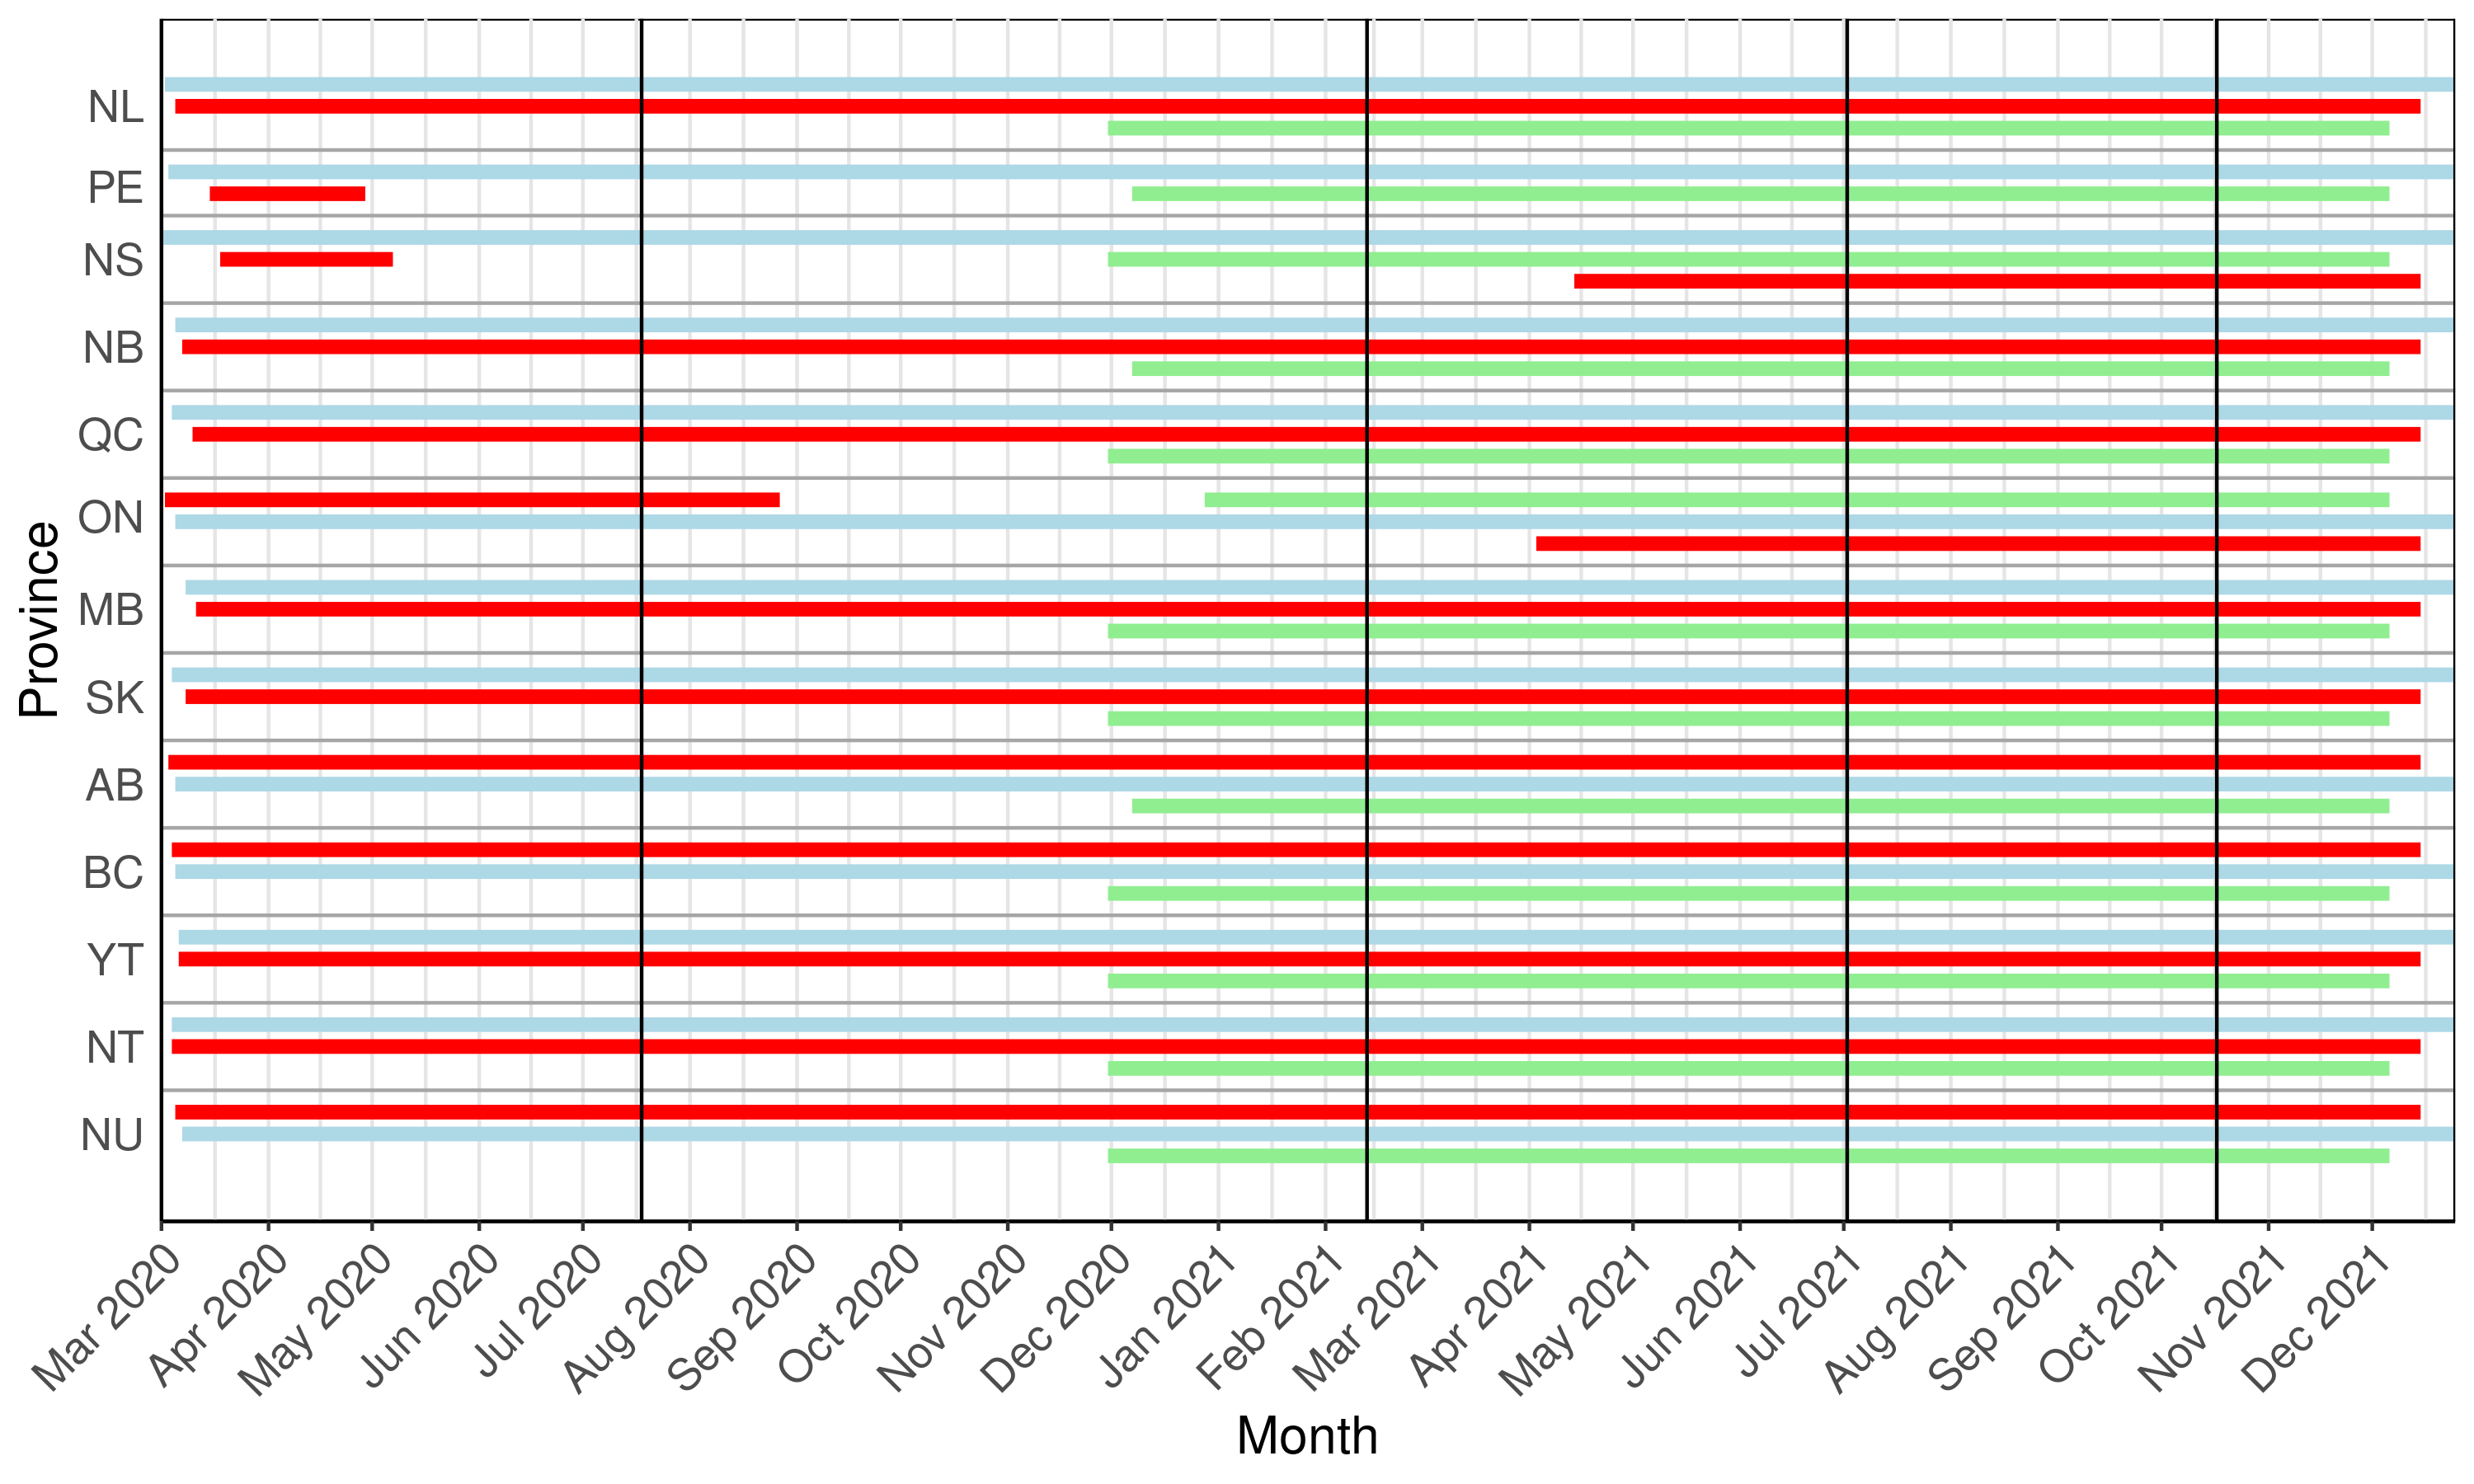 NL
PE
NS
NB
QC
ON
MB
SK
AB
BC
YT
NT
NU
Province
Mar 2020
Apr 2020
May 2020
Jun 2020
Jul 2020
Aug 2020
Sep 2020
Oct 2020
Nov 2020
Dec 2020
Jan 2021
Feb 2021
Mar 2021
Apr 2021
May 2021
Jun 2021
Jul 2021
Aug 2021
Sep 2021
Oct 2021
Nov 2021
Dec 2021
Month